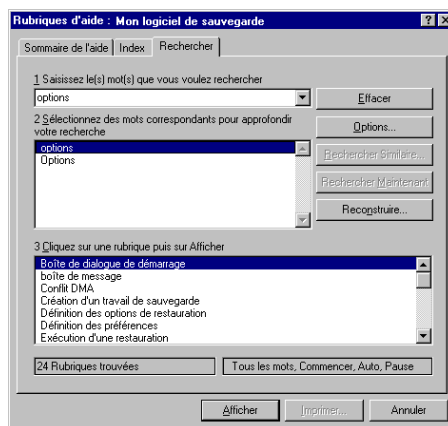 Rubriques d'aide : Mon logiciel de sauvegarde
Sommaire de l'aide Index Rechercher
1 Saisissez le(s) mot(s) que vous voulez rechercher
options Effacer
2 Sélectionnez des mots correspondants pour approfondir
votre recherche
Options...
options
Options
Rechercher Similaire...
Rechercher Maintenant
Reconstruire...
3 Cliquez sur une rubrique puis sur Afficher
Boîte de dialogue de démarrage
boîte de message
Conflit DMA
Création d'un travail de sauvegarde
Définition des options de restauration
Définition des préférences
Exécution d'une restauration
24 Rubriques trouvées Tous les mots, Commencer, Auto, Pause
Afficher Imprimer... Annuler